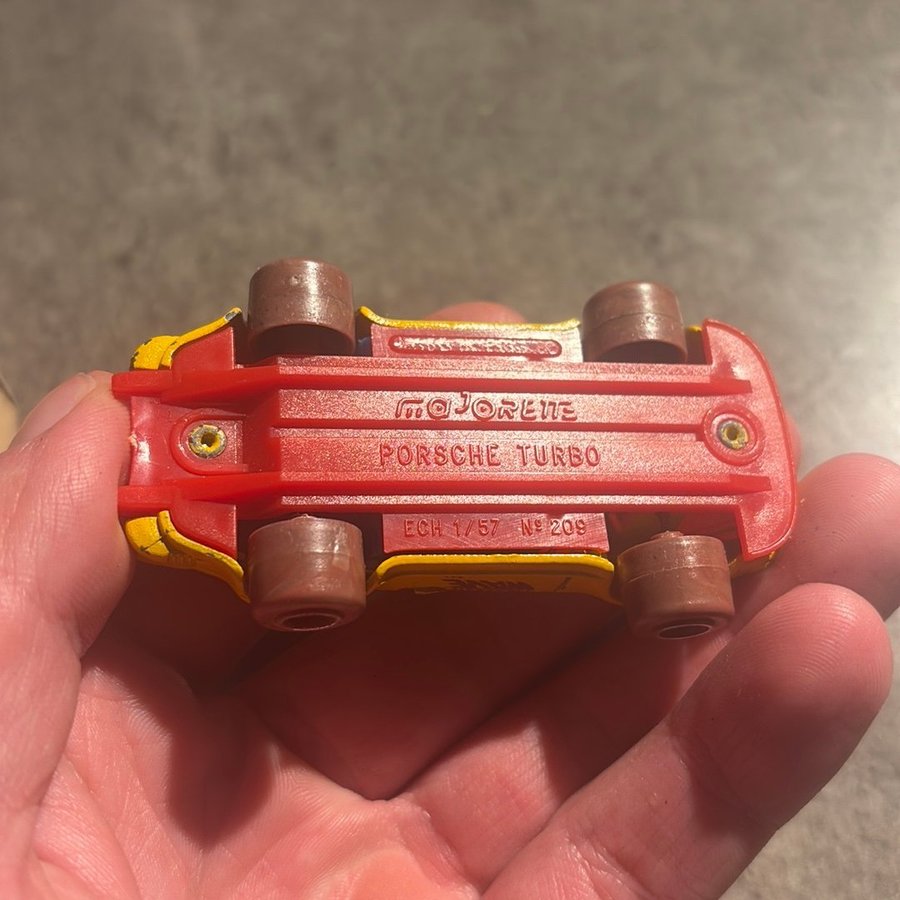 majorette
PORSCHE TURBO
ECH 1/57 Nº 209